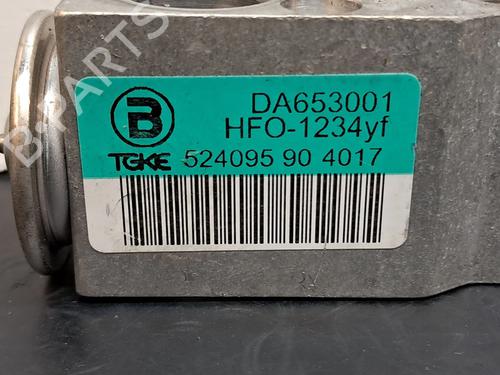 B-PARTS
B DA653001
HFO-1234yf
TGKE 524095 90 4017